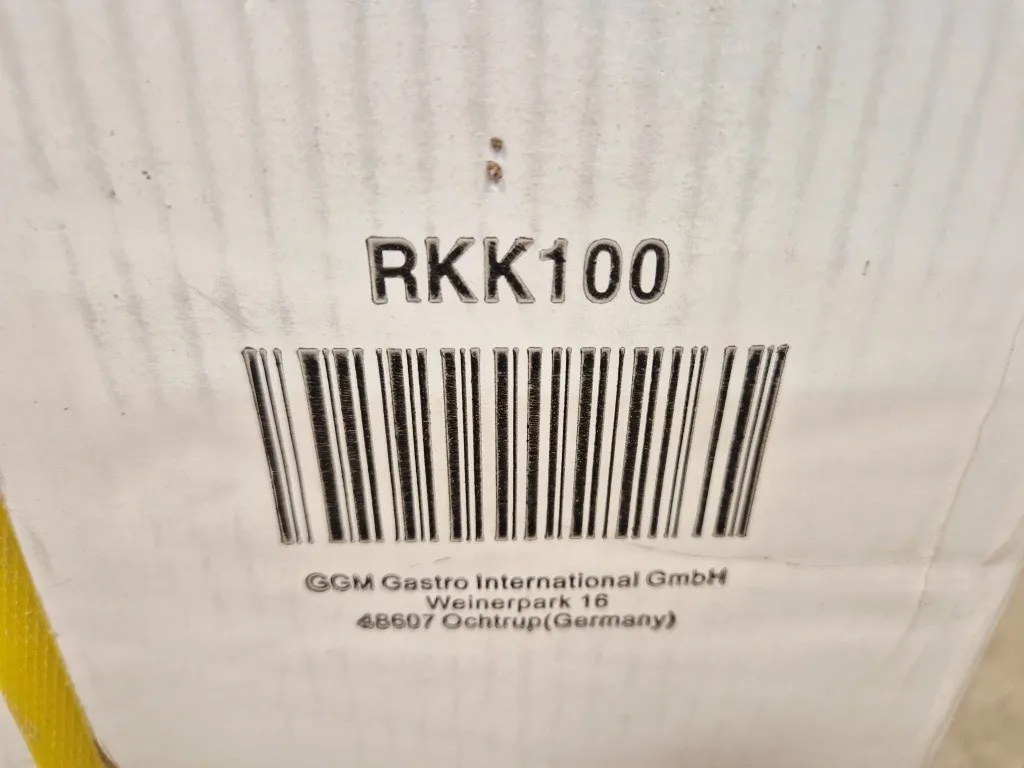 RKK100
GGM Gastro International GmbH
Weinerpark 16
48607 Ochtrup(Germany)